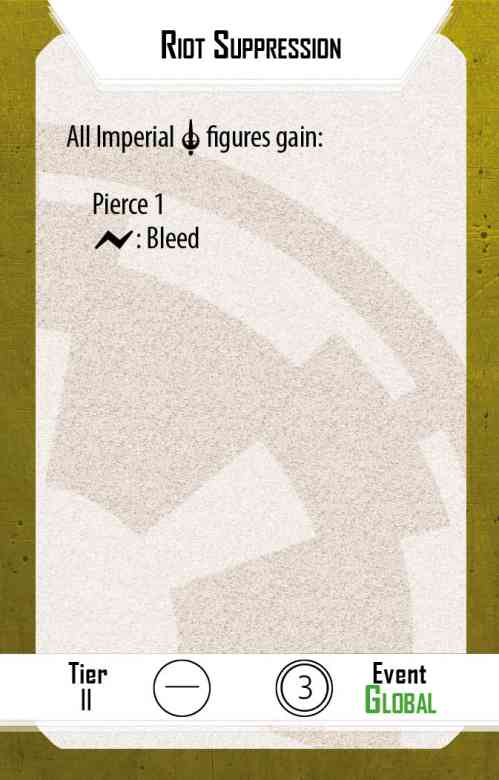 Riot Suppression
All Imperial figures gain:
Pierce 1
: Bleed
Tier
II
—
3
Event
Global